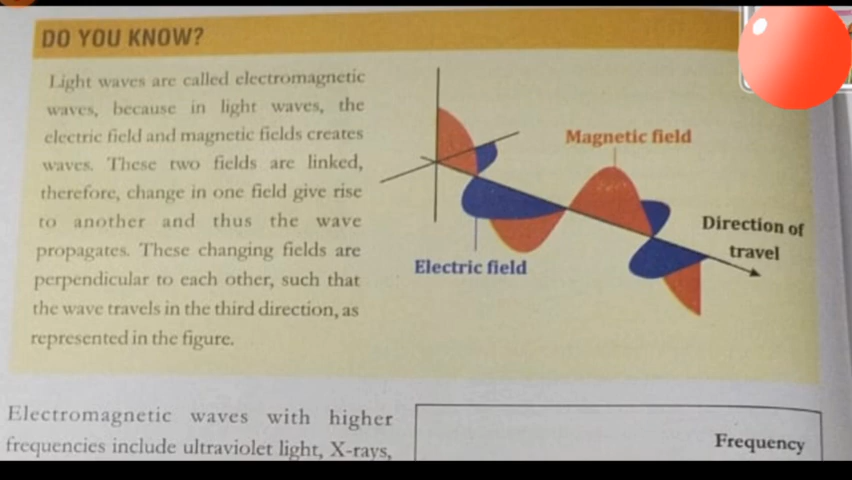 DO YOU KNOW?
Light waves are called electromagnetic
waves, because in light waves, the
electric field and magnetic fields creates
waves. These two fields are linked,
therefore, change in one field give rise
to another and thus the wave
propagates. These changing fields are
perpendicular to each other, such that
the wave travels in the third direction, as
represented in the figure.
Magnetic field
Direction of
travel
Electric field
Electromagnetic waves with higher
frequencies include ultraviolet light, X-rays,
Frequency